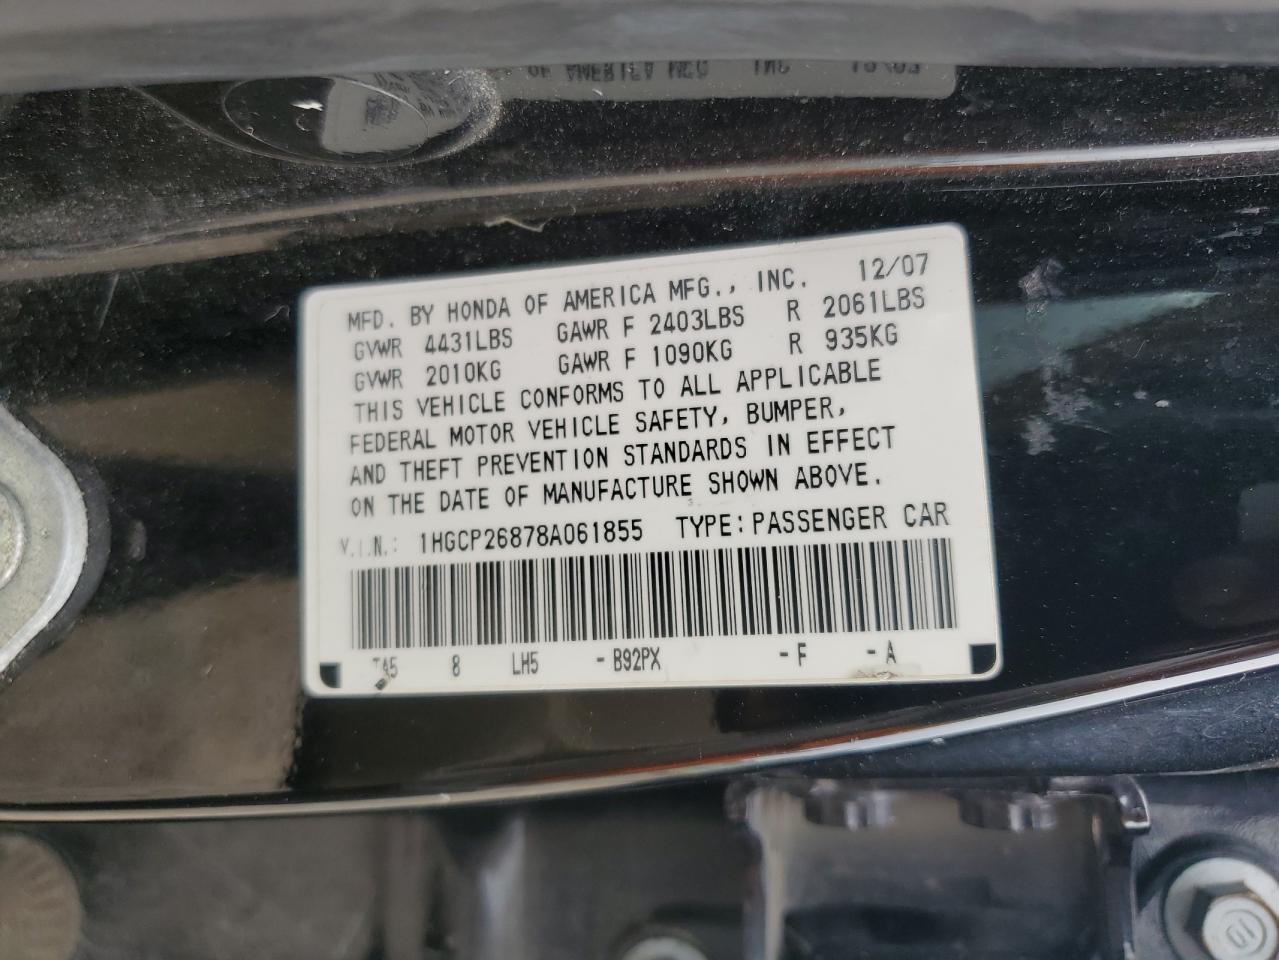 MFD. BY HONDA OF AMERICA MFG., INC. 12/07
GVWR 4431LBS GAWR F 2403LBS R 2061LBS
GVWR 2010KG GAWR F 1090KG R 935KG
THIS VEHICLE CONFORMS TO ALL APPLICABLE
FEDERAL MOTOR VEHICLE SAFETY, BUMPER,
AND THEFT PREVENTION STANDARDS IN EFFECT
ON THE DATE OF MANUFACTURE SHOWN ABOVE.
V.I.N.: 1HGCP26878A061855 TYPE:PASSENGER CAR
TA5 8 LH5 -B92PX -F -A